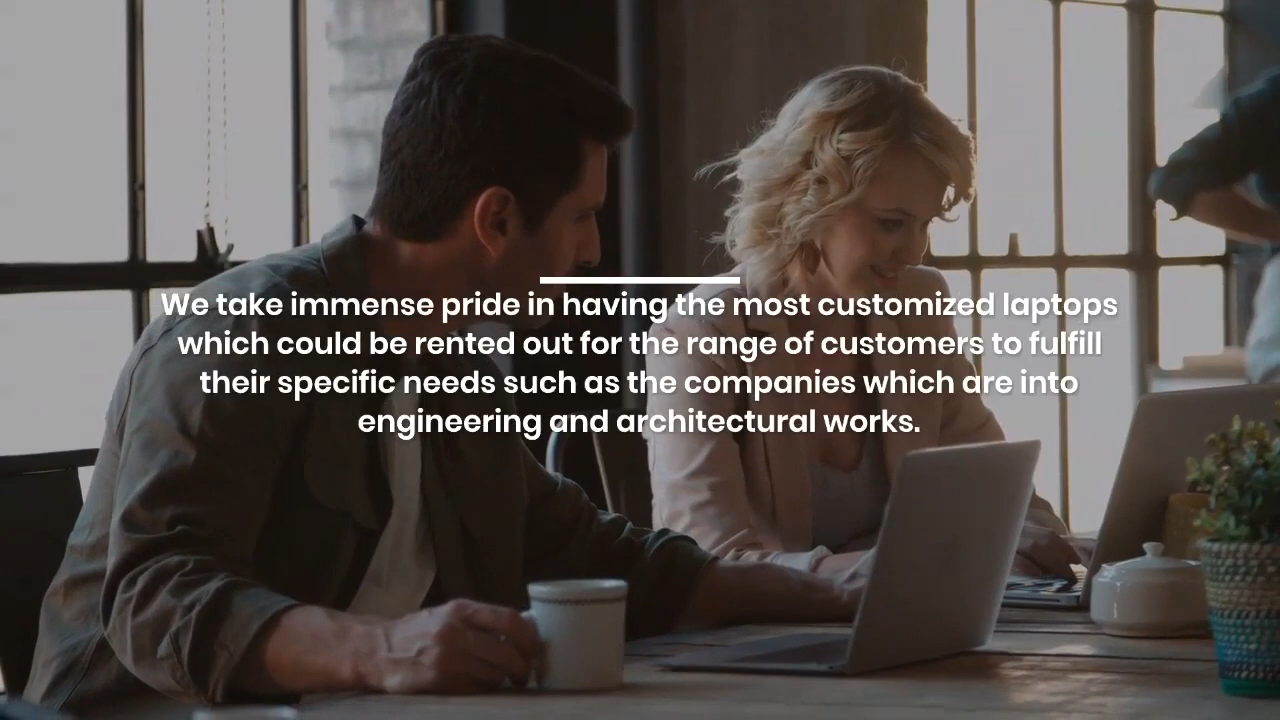 We take immense pride in having the most customized laptops
which could be rented out for the range of customers to fulfill
their specific needs such as the companies which are into
engineering and architectural works.